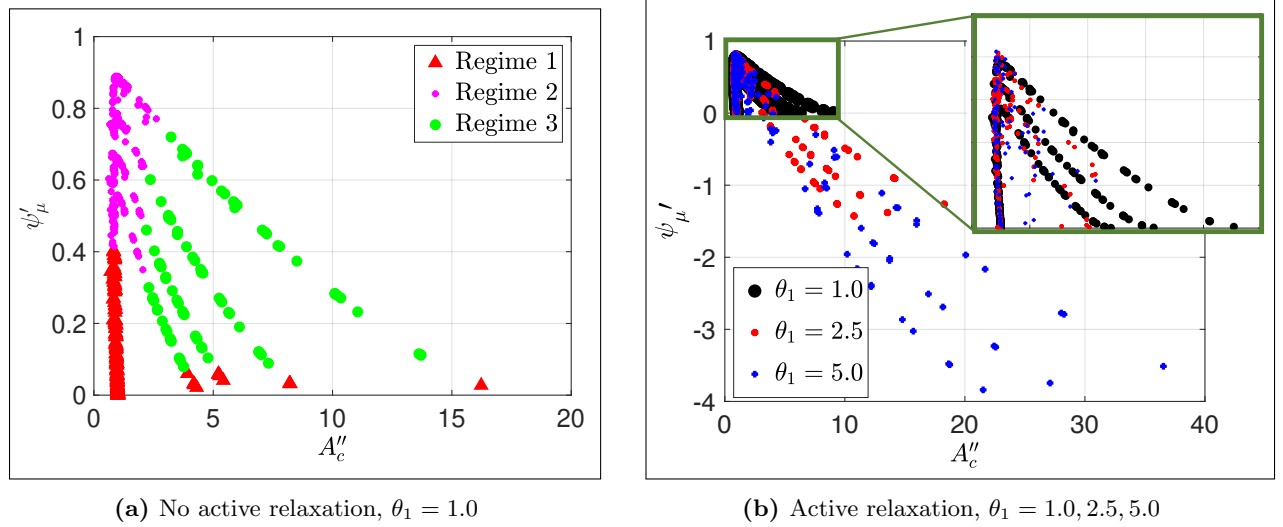 1
0.8
0.6
0.4
0.2
0
ψ′μ
0 5 10 15 20
A″c
Regime 1
Regime 2
Regime 3
(a) No active relaxation, θ1 = 1.0
1
0
-1
-2
-3
-4
ψμ′
0 10 20 30 40
A″c
θ1 = 1.0
θ1 = 2.5
θ1 = 5.0
(b) Active relaxation, θ1 = 1.0, 2.5, 5.0